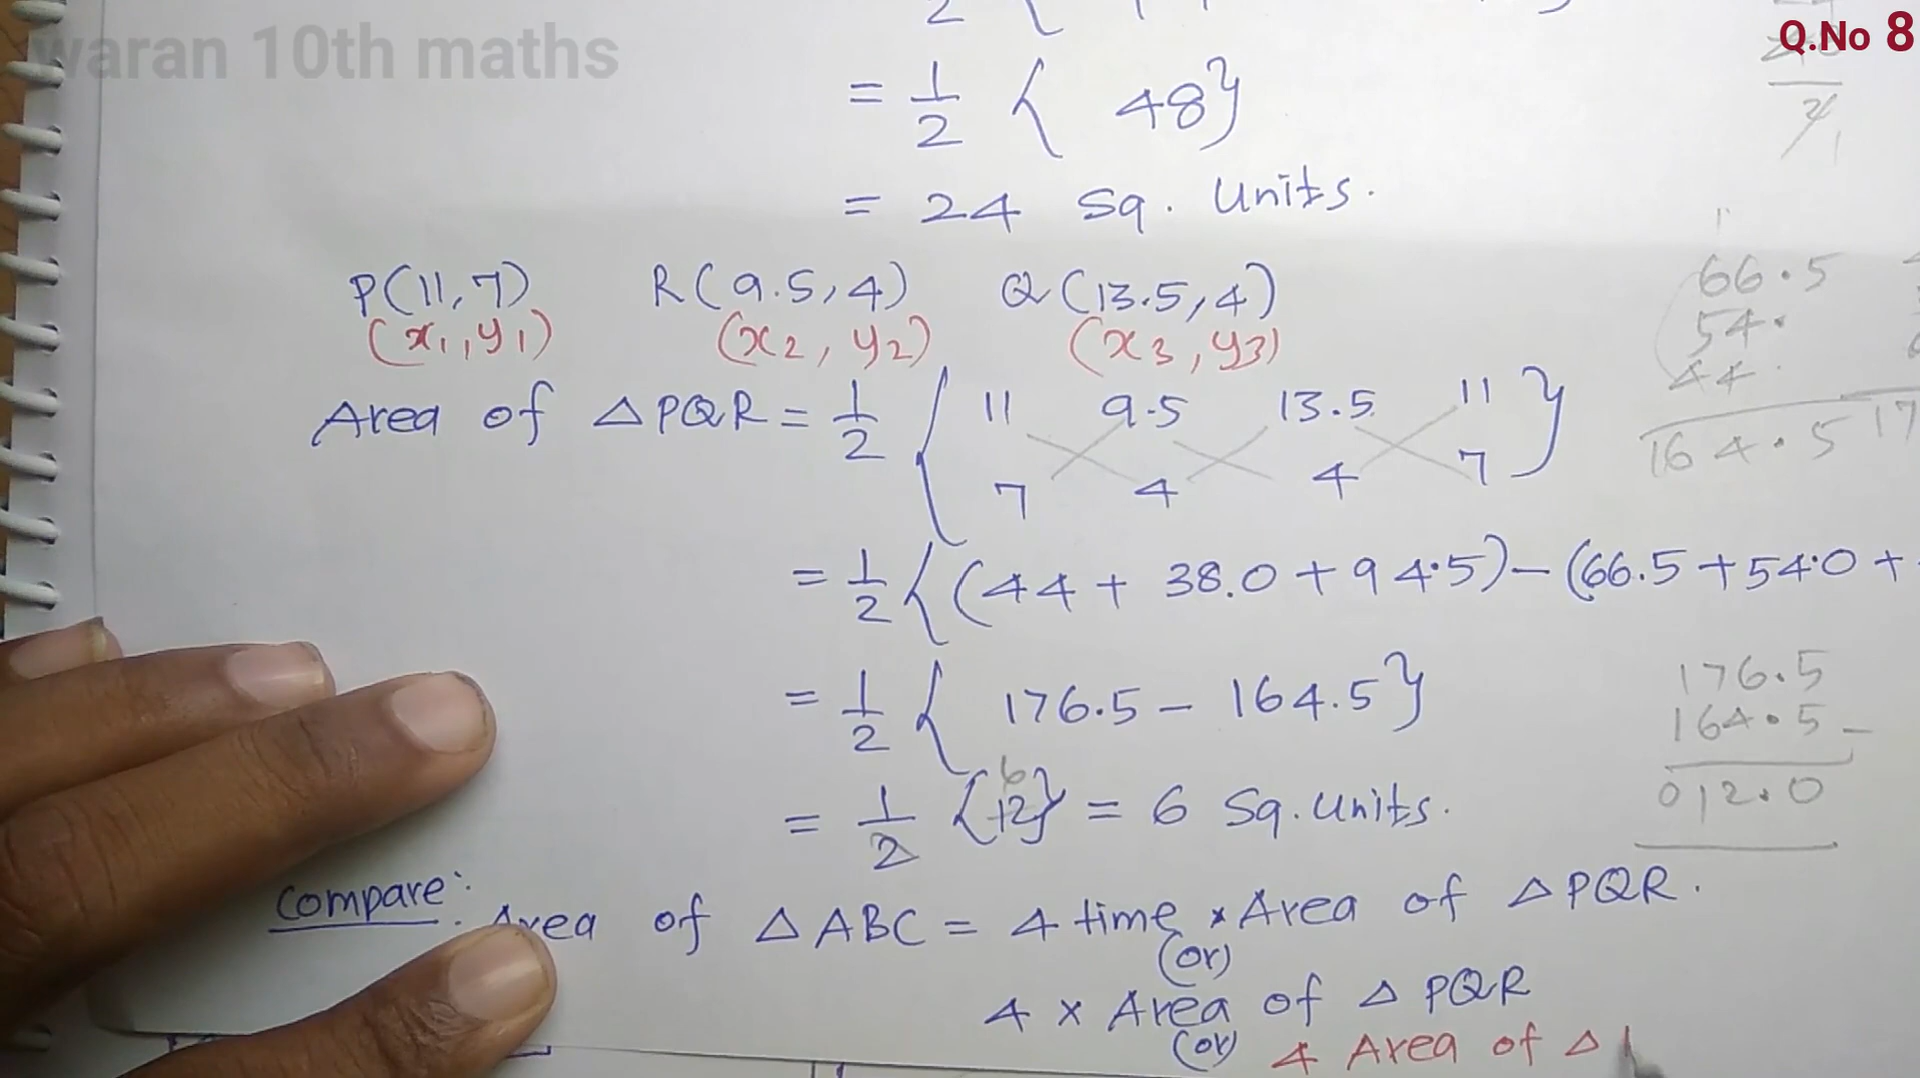 waran 10th maths
Q.No 8
= 1/2 { 48}
= 24 Sq. Units.
P(11,7) R(9.5,4) Q(13.5,4)
(x1,y1) (x2,y2) (x3,y3)
Area of △PQR = 1/2 { 11 9.5 13.5 11 }
7 4 4 7
= 1/2 { (44 + 38.0 + 94.5) - (66.5 + 54.0 +
= 1/2 { 176.5 - 164.5}
= 1/2 {12} = 6 Sq. units.
6
Compare:
Area of △ABC = 4 time × Area of △PQR.
(or)
4 × Area of △ PQR
(or) 4 Area of △
66.5
54.
44.
164.5 17
176.5
164.5 -
012.0